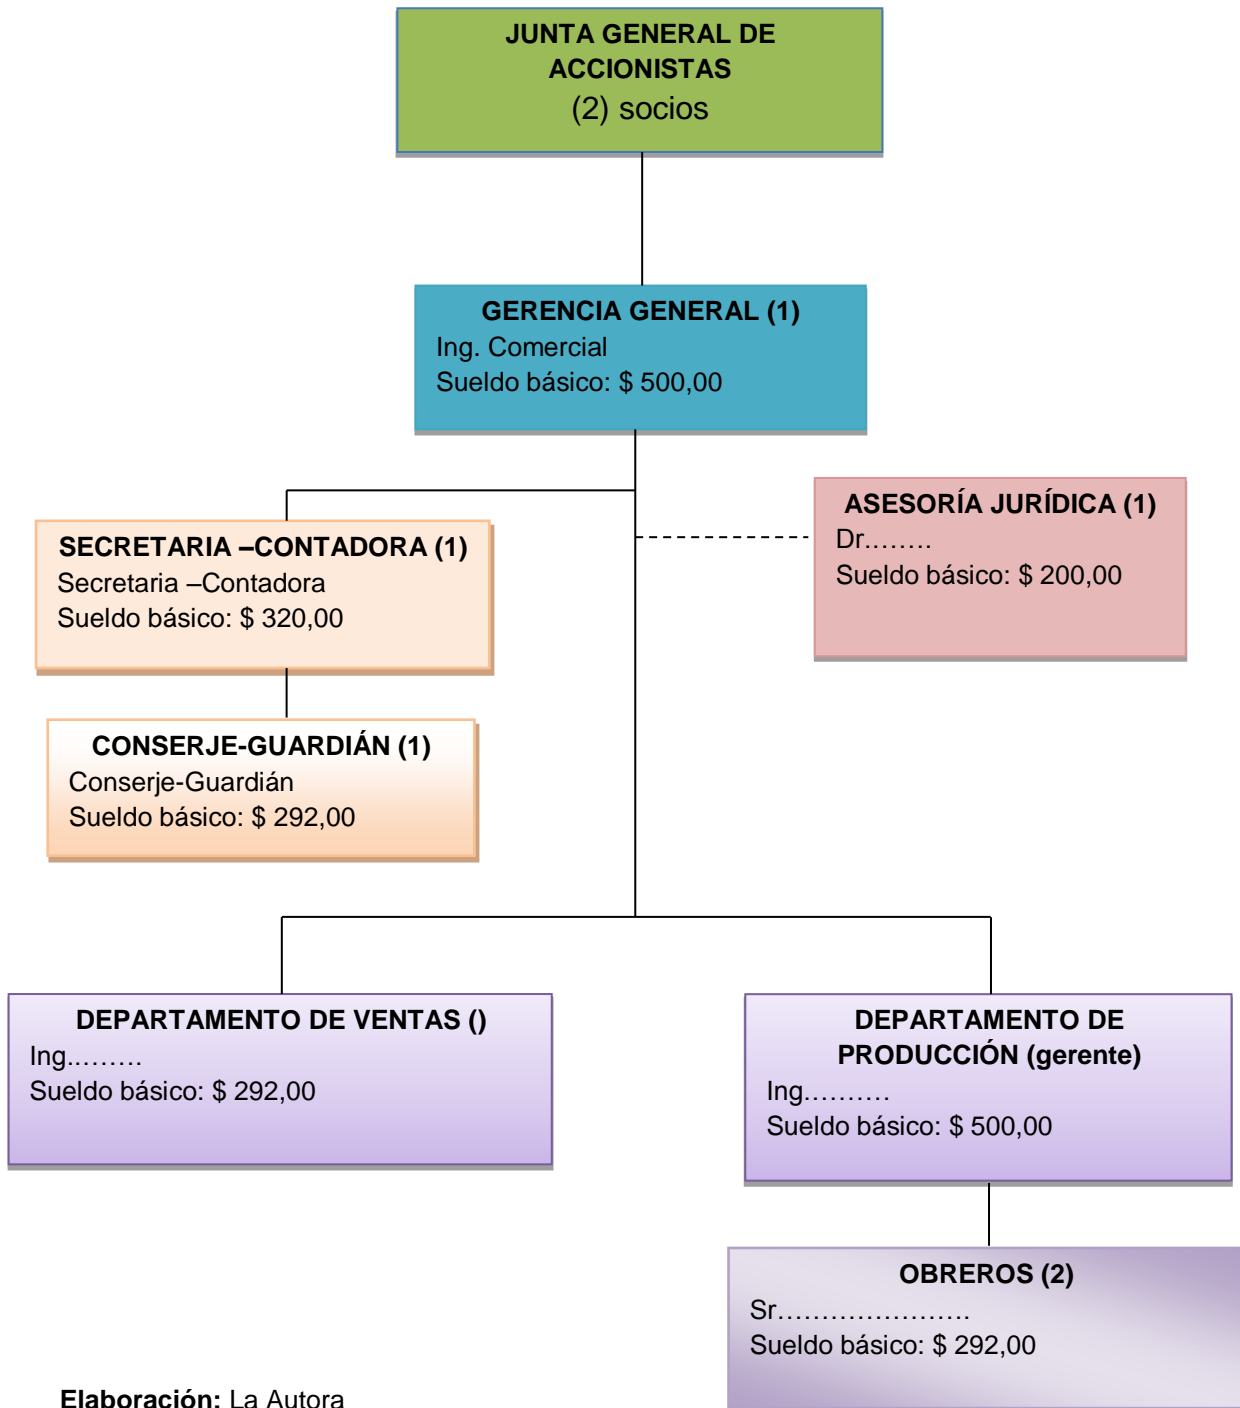 JUNTA GENERAL DE
ACCIONISTAS
(2) socios
GERENCIA GENERAL (1)
Ing. Comercial
Sueldo básico: $ 500,00
ASESORÍA JURÍDICA (1)
Dr........
Sueldo básico: $ 200,00
SECRETARIA –CONTADORA (1)
Secretaria –Contadora
Sueldo básico: $ 320,00
CONSERJE-GUARDIÁN (1)
Conserje-Guardián
Sueldo básico: $ 292,00
DEPARTAMENTO DE VENTAS ()
Ing.……..
Sueldo básico: $ 292,00
DEPARTAMENTO DE
PRODUCCIÓN (gerente)
Ing.………
Sueldo básico: $ 500,00
OBREROS (2)
Sr………………….
Sueldo básico: $ 292,00
Elaboración: La Autora